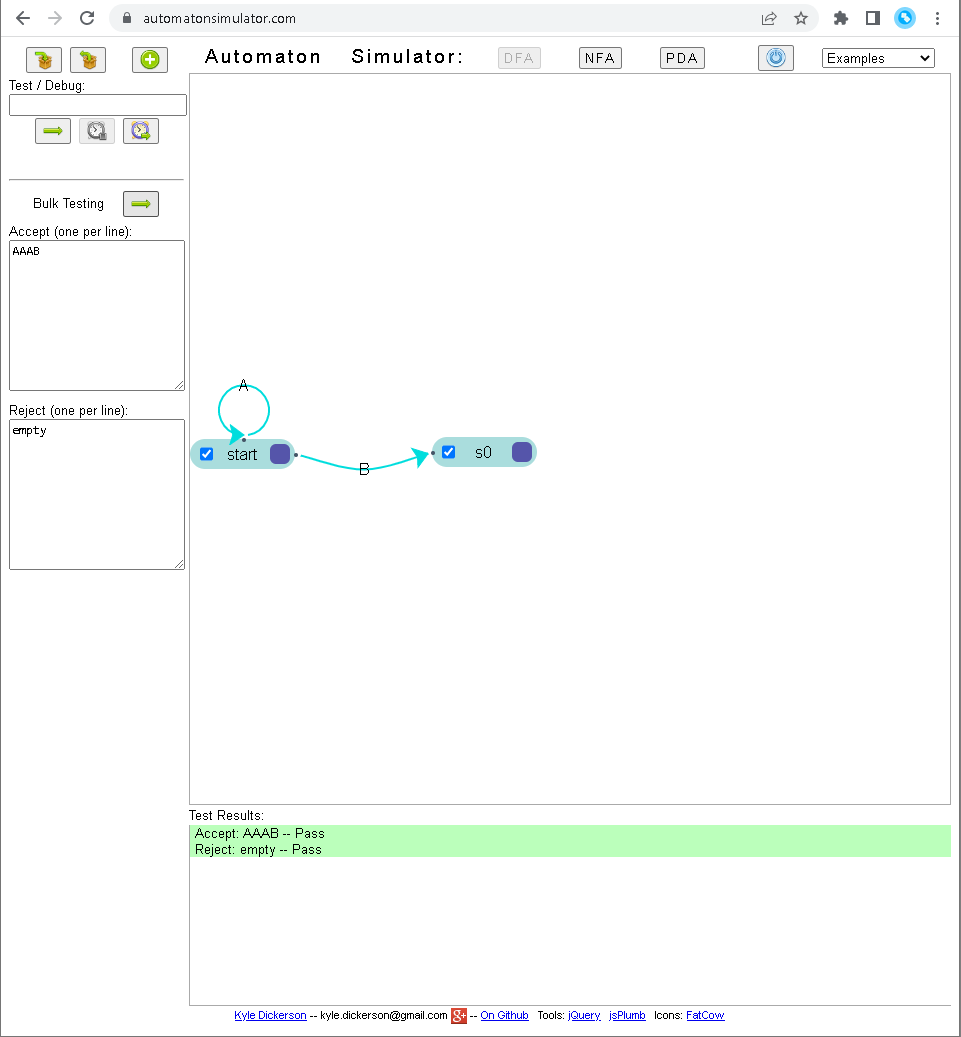 automatonsimulator.com
Automaton Simulator: DFA NFA PDA Examples
Test / Debug:
Bulk Testing
Accept (one per line):
AAAB
Reject (one per line):
empty
A
start
B
s0
Test Results:
Accept: AAAB -- Pass
Reject: empty -- Pass
Kyle Dickerson -- kyle.dickerson@gmail.com g+ -- On Github Tools: jQuery jsPlumb Icons: FatCow